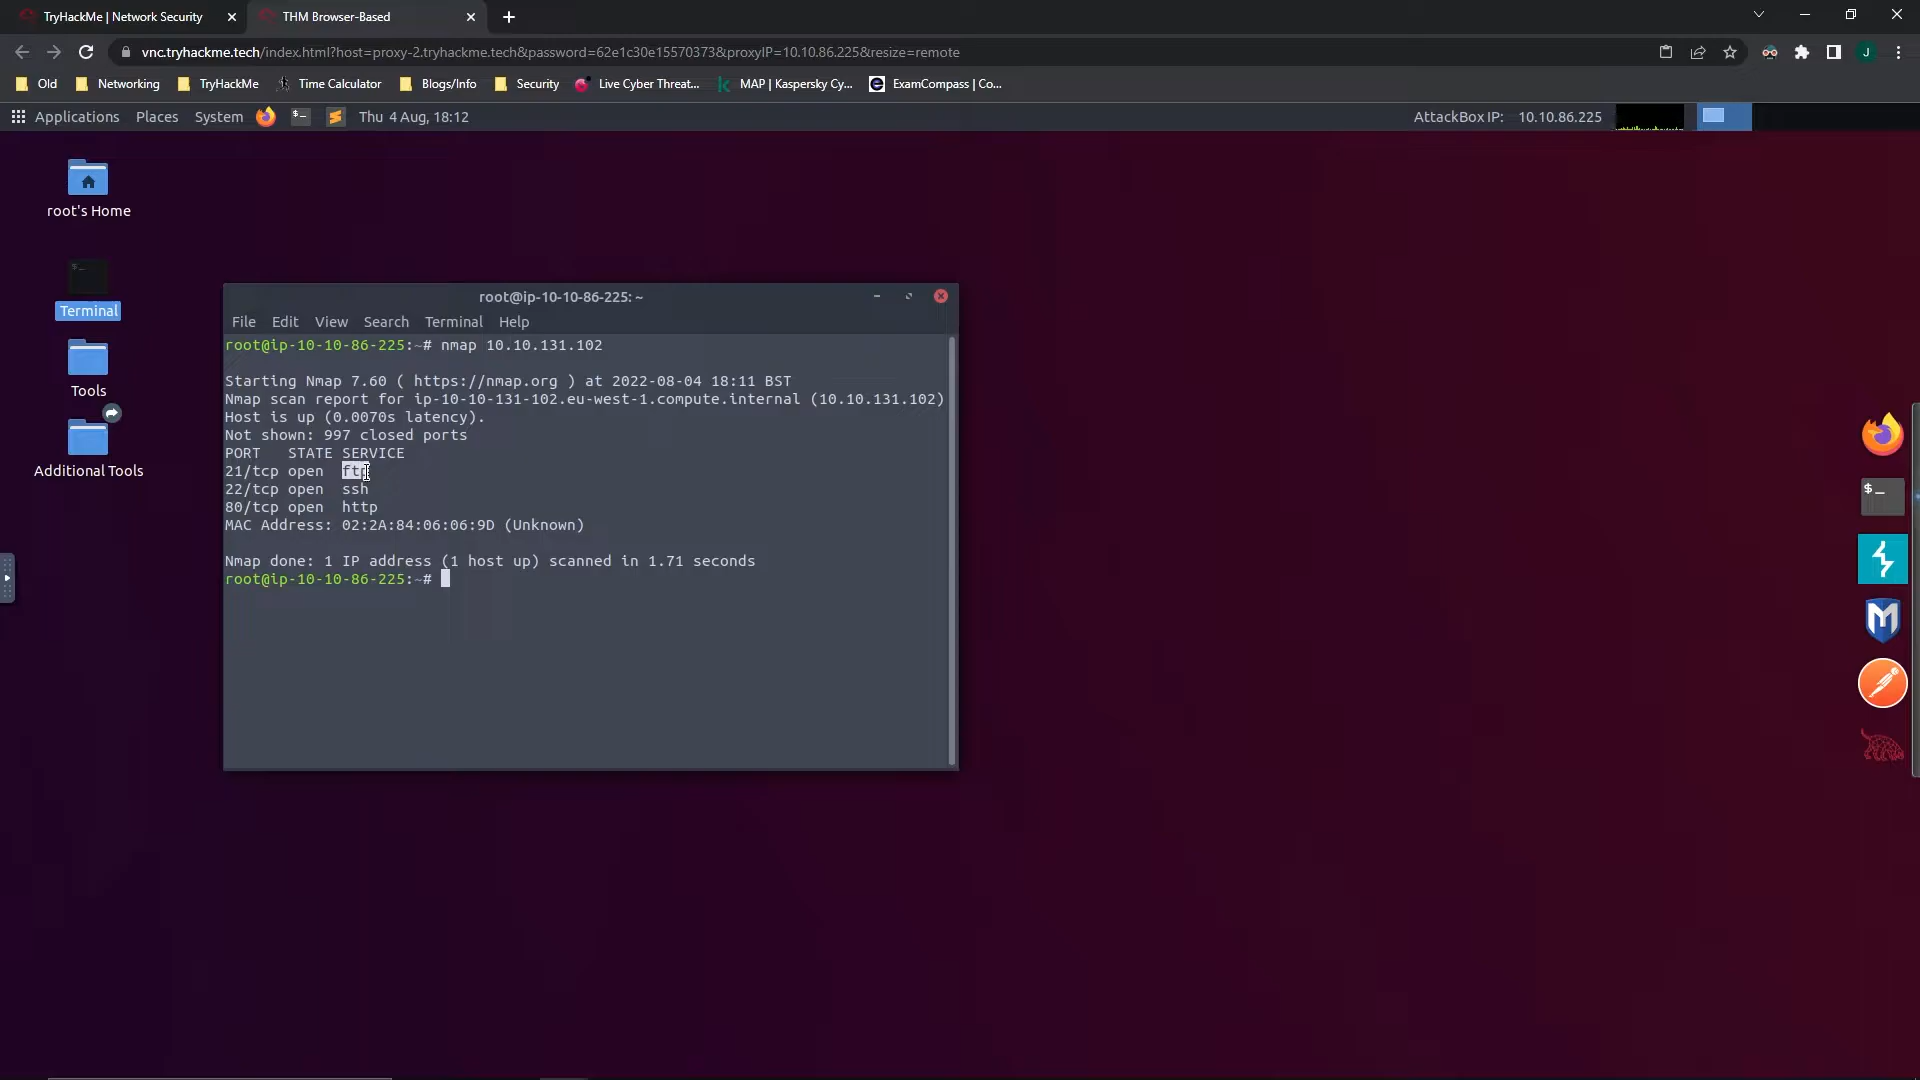 TryHackMe | Network Security
THM Browser-Based
vnc.tryhackme.tech/index.html?host=proxy-2.tryhackme.tech&password=62e1c30e15570373&proxyIP=10.10.86.225&resize=remote
J
Old
Networking
TryHackMe
Time Calculator
Blogs/Info
Security
Live Cyber Threat...
MAP | Kaspersky Cy...
ExamCompass | Co...
Applications
Places
System
Thu 4 Aug, 18:12
AttackBox IP:
10.10.86.225
root's Home
Terminal
Tools
Additional Tools
root@ip-10-10-86-225: ~
File Edit View Search Terminal Help
root@ip-10-10-86-225:~# nmap 10.10.131.102
Starting Nmap 7.60 ( https://nmap.org ) at 2022-08-04 18:11 BST
Nmap scan report for ip-10-10-131-102.eu-west-1.compute.internal (10.10.131.102)
Host is up (0.0070s latency).
Not shown: 997 closed ports
PORT   STATE SERVICE
21/tcp open  ftp
22/tcp open  ssh
80/tcp open  http
MAC Address: 02:2A:84:06:06:9D (Unknown)
Nmap done: 1 IP address (1 host up) scanned in 1.71 seconds
root@ip-10-10-86-225:~#